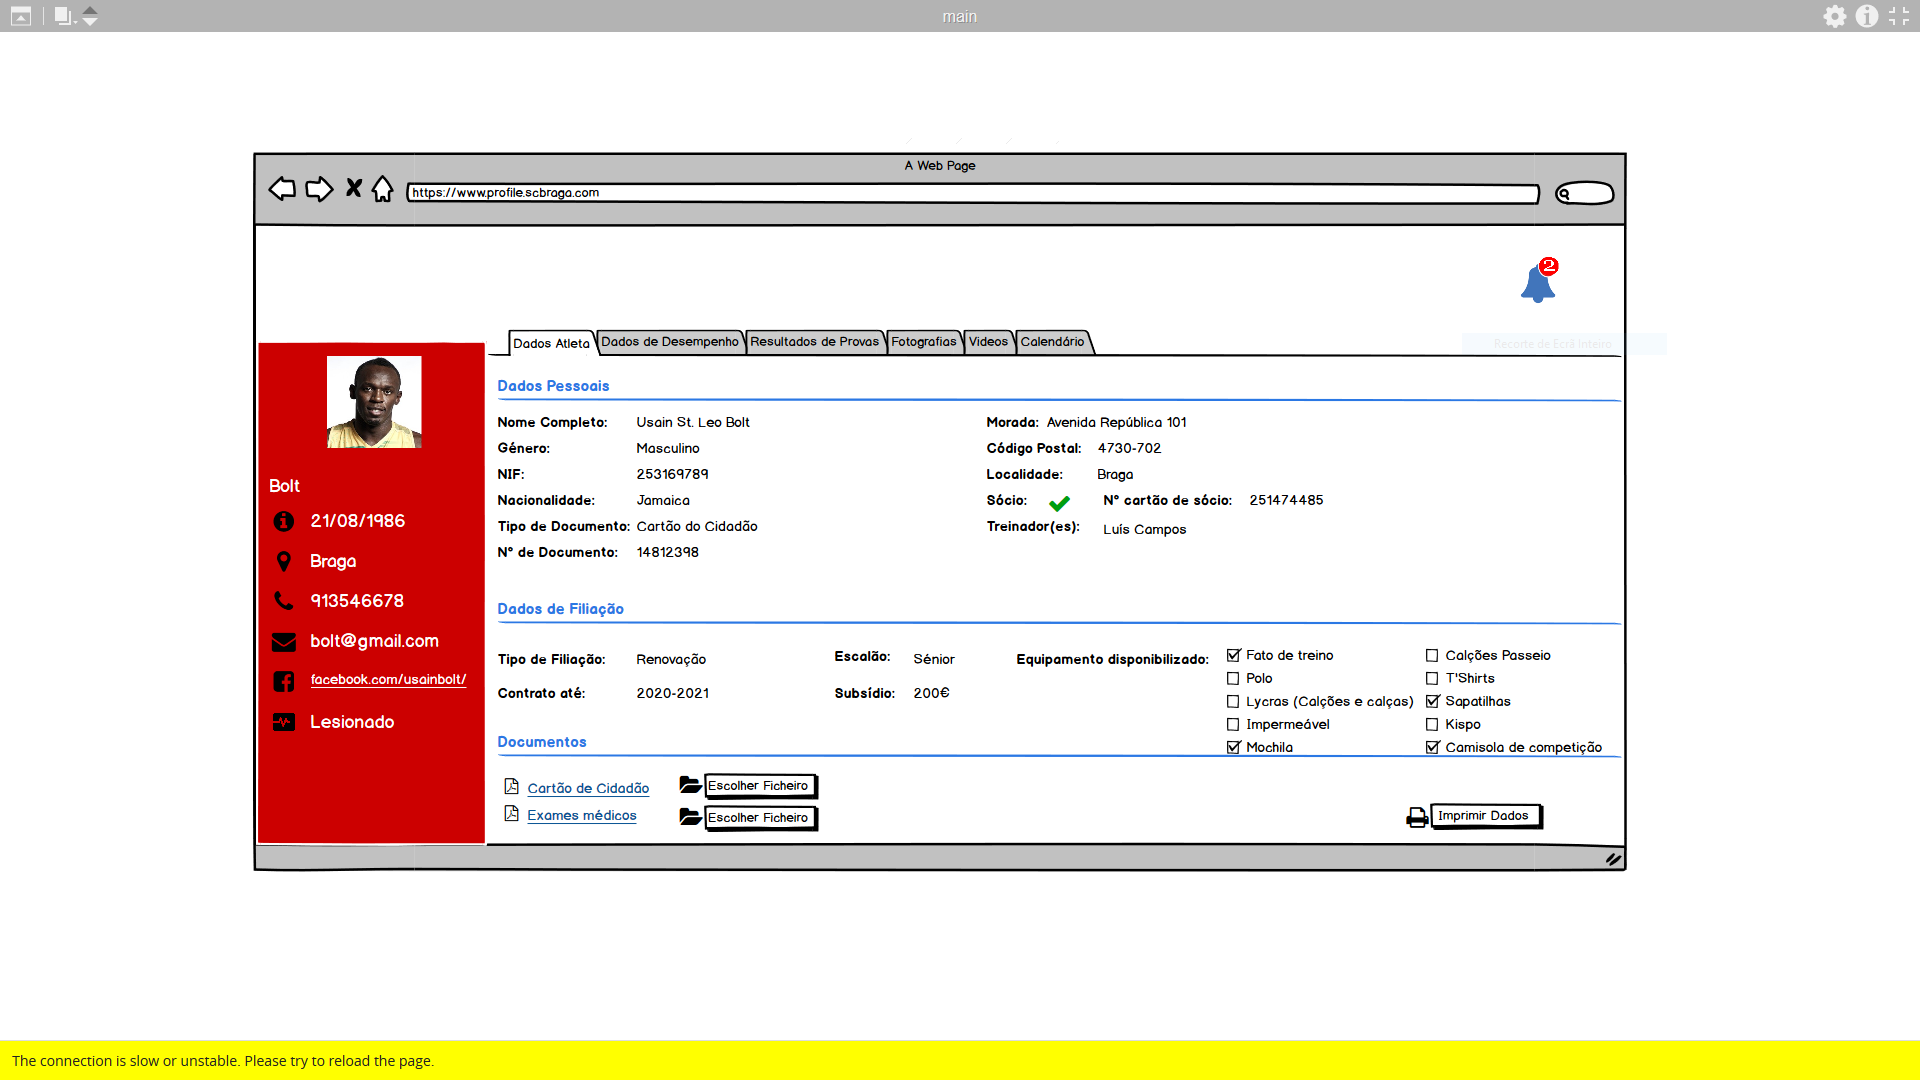 main
A Web Page
https://www.profile.scbraga.com
2
Dados Atleta
Dados de Desempenho
Resultados de Provas
Fotografias
Videos
Calendário
Recorte de Ecrã Inteiro
Bolt
21/08/1986
Braga
913546678
bolt@gmail.com
facebook.com/usainbolt/
Lesionado
Dados Pessoais
Nome Completo: Usain St. Leo Bolt
Género: Masculino
NIF: 253169789
Nacionalidade: Jamaica
Tipo de Documento: Cartão do Cidadão
Nº de Documento: 14812398
Morada: Avenida República 101
Código Postal: 4730-702
Localidade: Braga
Sócio: Nº cartão de sócio: 251474485
Treinador(es): Luís Campos
Dados de Filiação
Tipo de Filiação: Renovação
Contrato até: 2020-2021
Escalão: Sénior
Subsídio: 200€
Equipamento disponibilizado:
Fato de treino
Polo
Lycras (Calções e calças)
Impermeável
Mochila
Calções Passeio
T'Shirts
Sapatilhas
Kispo
Camisola de competição
Documentos
Cartão de Cidadão
Escolher Ficheiro
Exames médicos
Escolher Ficheiro
Imprimir Dados
The connection is slow or unstable. Please try to reload the page.